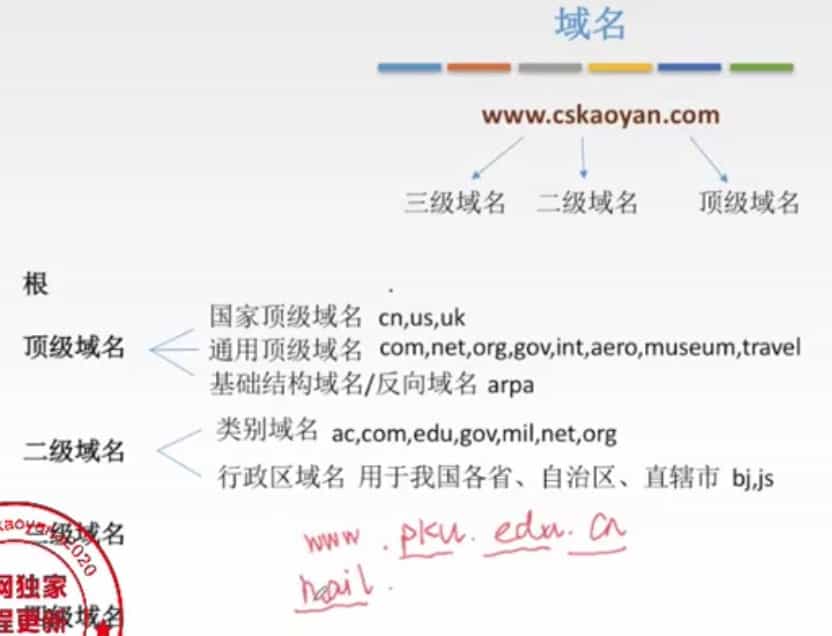 域名
www.cskaoyan.com
三级域名 二级域名 顶级域名
根 .
顶级域名
国家顶级域名 cn,us,uk
通用顶级域名 com,net,org,gov,int,aero,museum,travel
基础结构域名/反向域名 arpa
二级域名
类别域名 ac,com,edu,gov,mil,net,org
行政区域名 用于我国各省、自治区、直辖市 bj,js
三级域名
www.pku.edu.cn
mail.
四级域名
kaoyan
2020
网独家
程更新